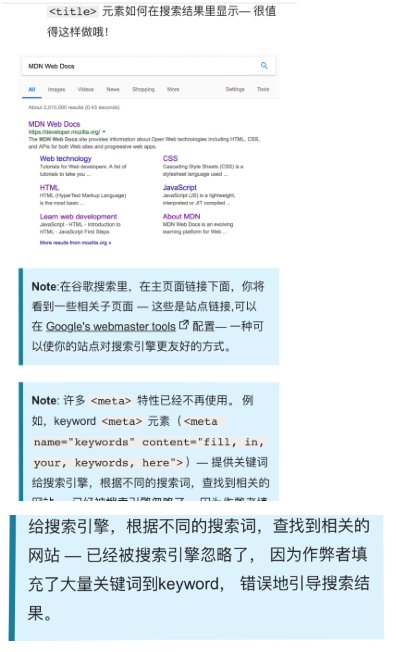 <title> 元素如何在搜索结果里显示— 很值
得这样做哦！
MDN Web Docs
All Images Videos News Shopping More Settings Tools
About 2,010,000 results (0.43 seconds)
MDN Web Docs
https://developer.mozilla.org/
The MDN Web Docs site provides information about Open Web technologies including HTML, CSS,
and APIs for both Web sites and progressive web apps.
Web technology CSS
Tutorials for Web developers. A list of Cascading Style Sheets (CSS) is a
tutorials to take you ... stylesheet language used ...
HTML JavaScript
HTML (HyperText Markup Language) JavaScript (JS) is a lightweight,
is the most basic ... interpreted or JIT compiled ...
Learn web development About MDN
JavaScript - HTML - Introduction to MDN Web Docs is an evolving
HTML - JavaScript First Steps learning platform for Web ...
More results from mozilla.org »
Note:在谷歌搜索里，在主页面链接下面，你将
看到一些相关子页面 — 这些是站点链接,可以
在 Google's webmaster tools 配置— 一种可
以使你的站点对搜索引擎更友好的方式。
Note: 许多 <meta> 特性已经不再使用。 例
如，keyword <meta> 元素（<meta
name="keywords" content="fill, in,
your, keywords, here">）— 提供关键词
给搜索引擎，根据不同的搜索词，查找到相关的
网站 — 已经被搜索引擎忽略了， 因为作弊者填
给搜索引擎，根据不同的搜索词，查找到相关的
网站 — 已经被搜索引擎忽略了， 因为作弊者填
充了大量关键词到keyword， 错误地引导搜索结
果。